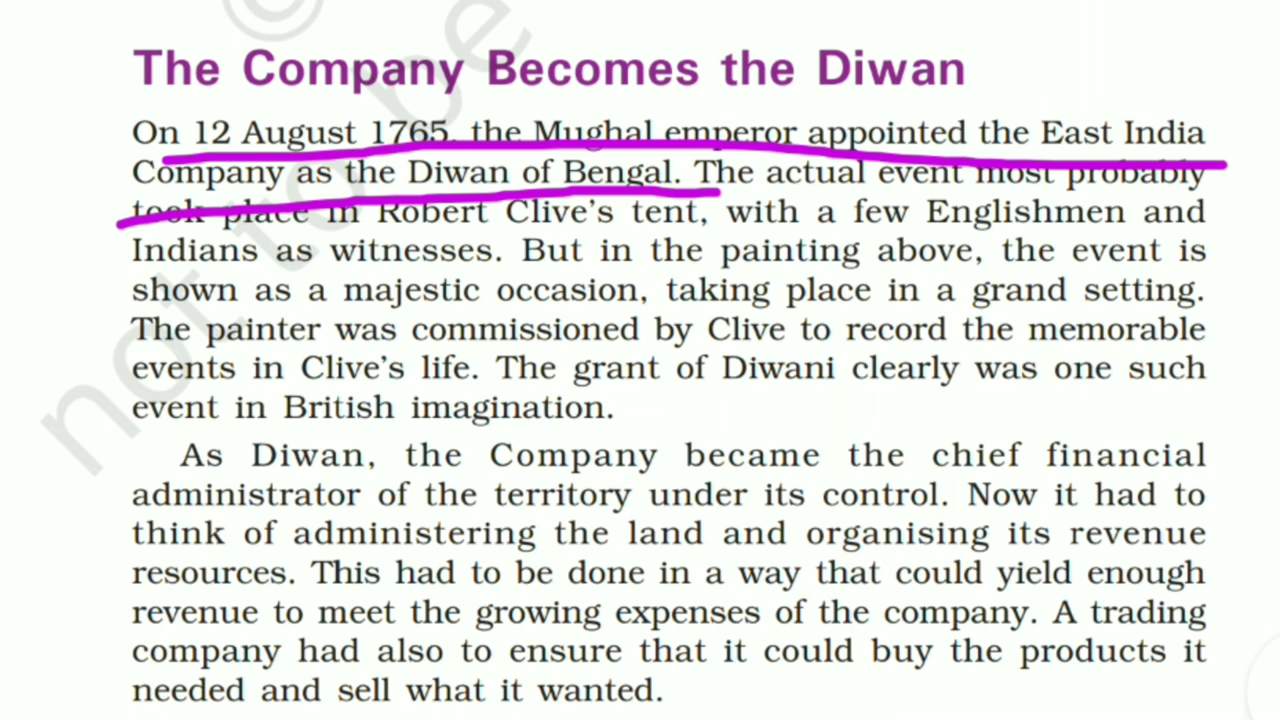 The Company Becomes the Diwan
On 12 August 1765, the Mughal emperor appointed the East India
Company as the Diwan of Bengal. The actual event most probably
took place in Robert Clive's tent, with a few Englishmen and
Indians as witnesses. But in the painting above, the event is
shown as a majestic occasion, taking place in a grand setting.
The painter was commissioned by Clive to record the memorable
events in Clive's life. The grant of Diwani clearly was one such
event in British imagination.
As Diwan, the Company became the chief financial
administrator of the territory under its control. Now it had to
think of administering the land and organising its revenue
resources. This had to be done in a way that could yield enough
revenue to meet the growing expenses of the company. A trading
company had also to ensure that it could buy the products it
needed and sell what it wanted.
©
not to be